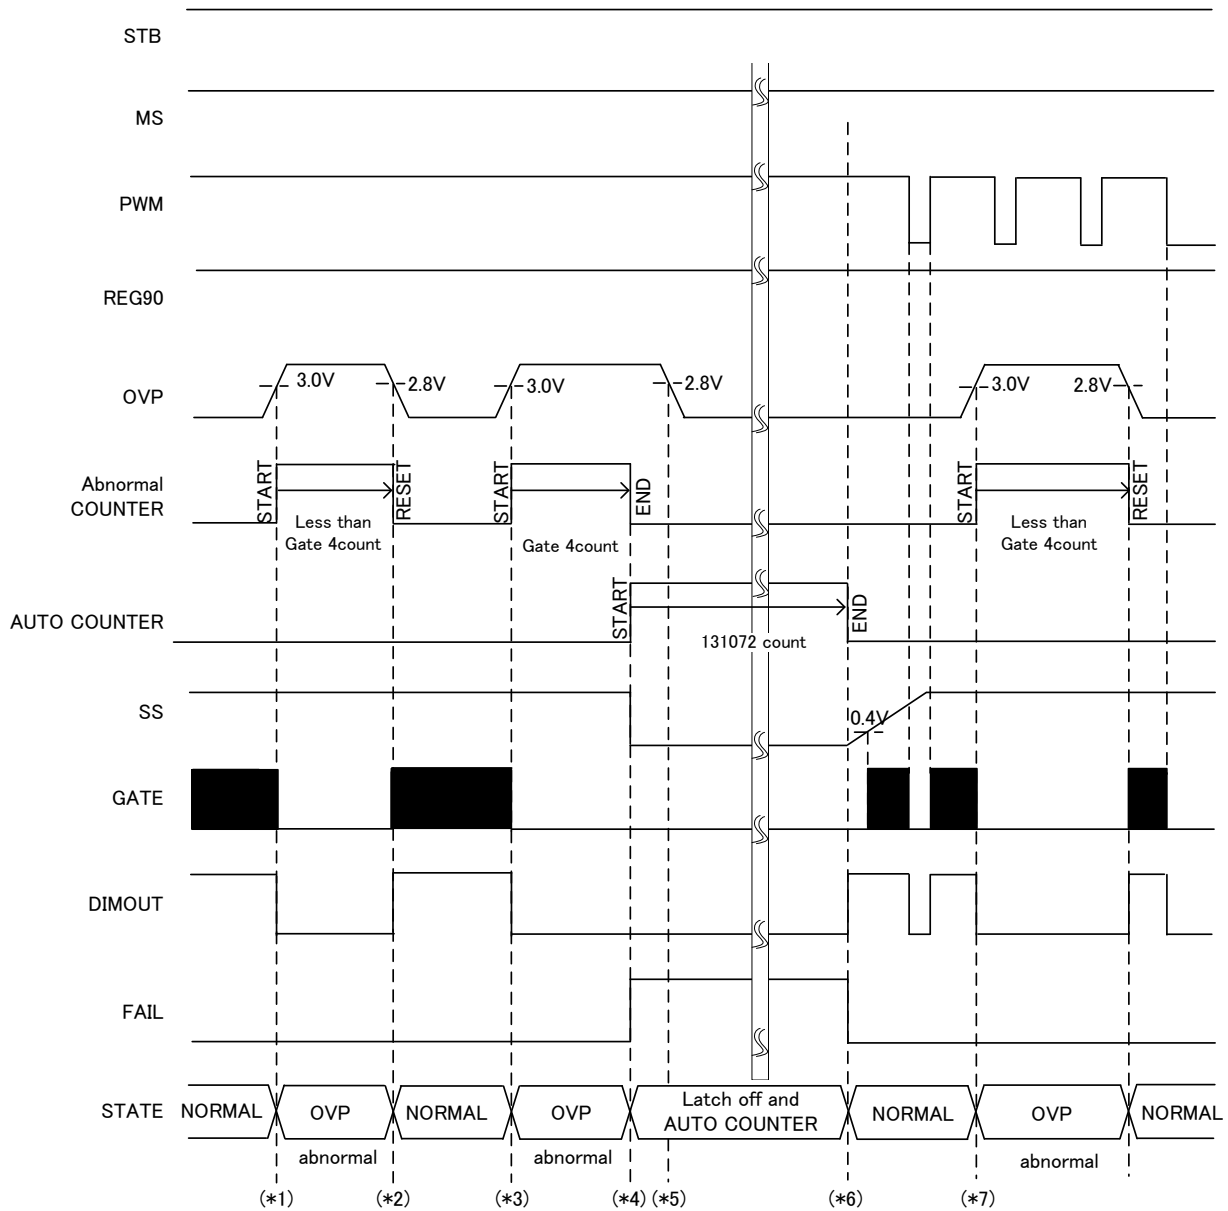 STB
MS
PWM
REG90
OVP
3.0V
2.8V
3.0V
2.8V
3.0V
2.8V
Abnormal
COUNTER
START
RESET
START
END
START
RESET
Less than
Gate 4count
Gate 4count
Less than
Gate 4count
AUTO COUNTER
START
END
131072 count
SS
0.4V
GATE
DIMOUT
FAIL
STATE
NORMAL
OVP
NORMAL
OVP
Latch off and
AUTO COUNTER
NORMAL
OVP
NORMAL
abnormal
abnormal
abnormal
(*1)
(*2)
(*3)
(*4)
(*5)
(*6)
(*7)